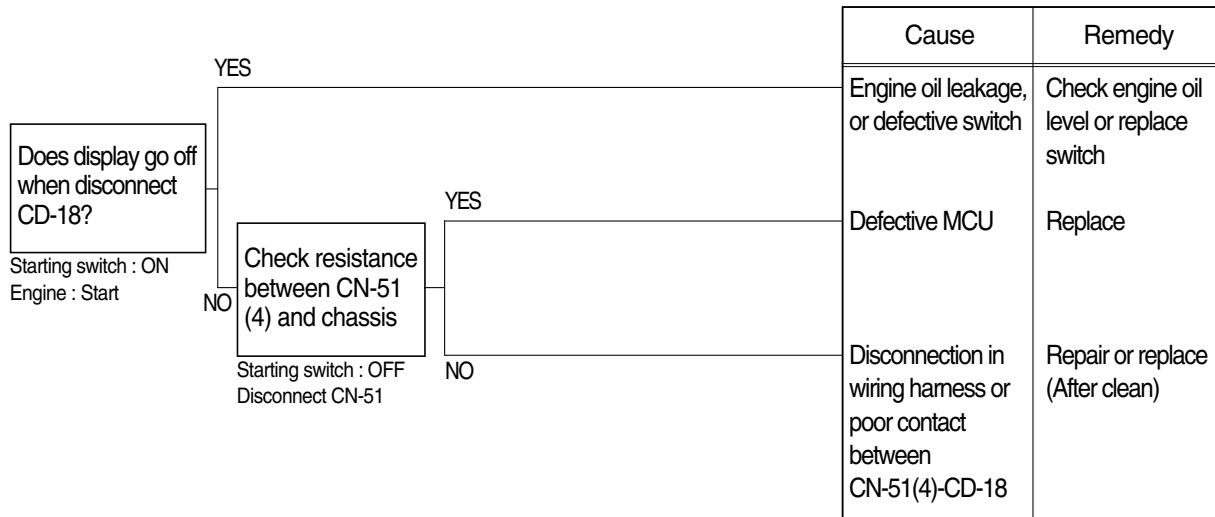 Cause
Remedy
YES
Engine oil leakage,
or defective switch
Check engine oil
level or replace
switch
Does display go off
when disconnect
CD-18?
Starting switch : ON
Engine : Start
YES
Defective MCU
Replace
NO
Check resistance
between CN-51
(4) and chassis
Starting switch : OFF
Disconnect CN-51
NO
Disconnection in
wiring harness or
poor contact
between
CN-51(4)-CD-18
Repair or replace
(After clean)